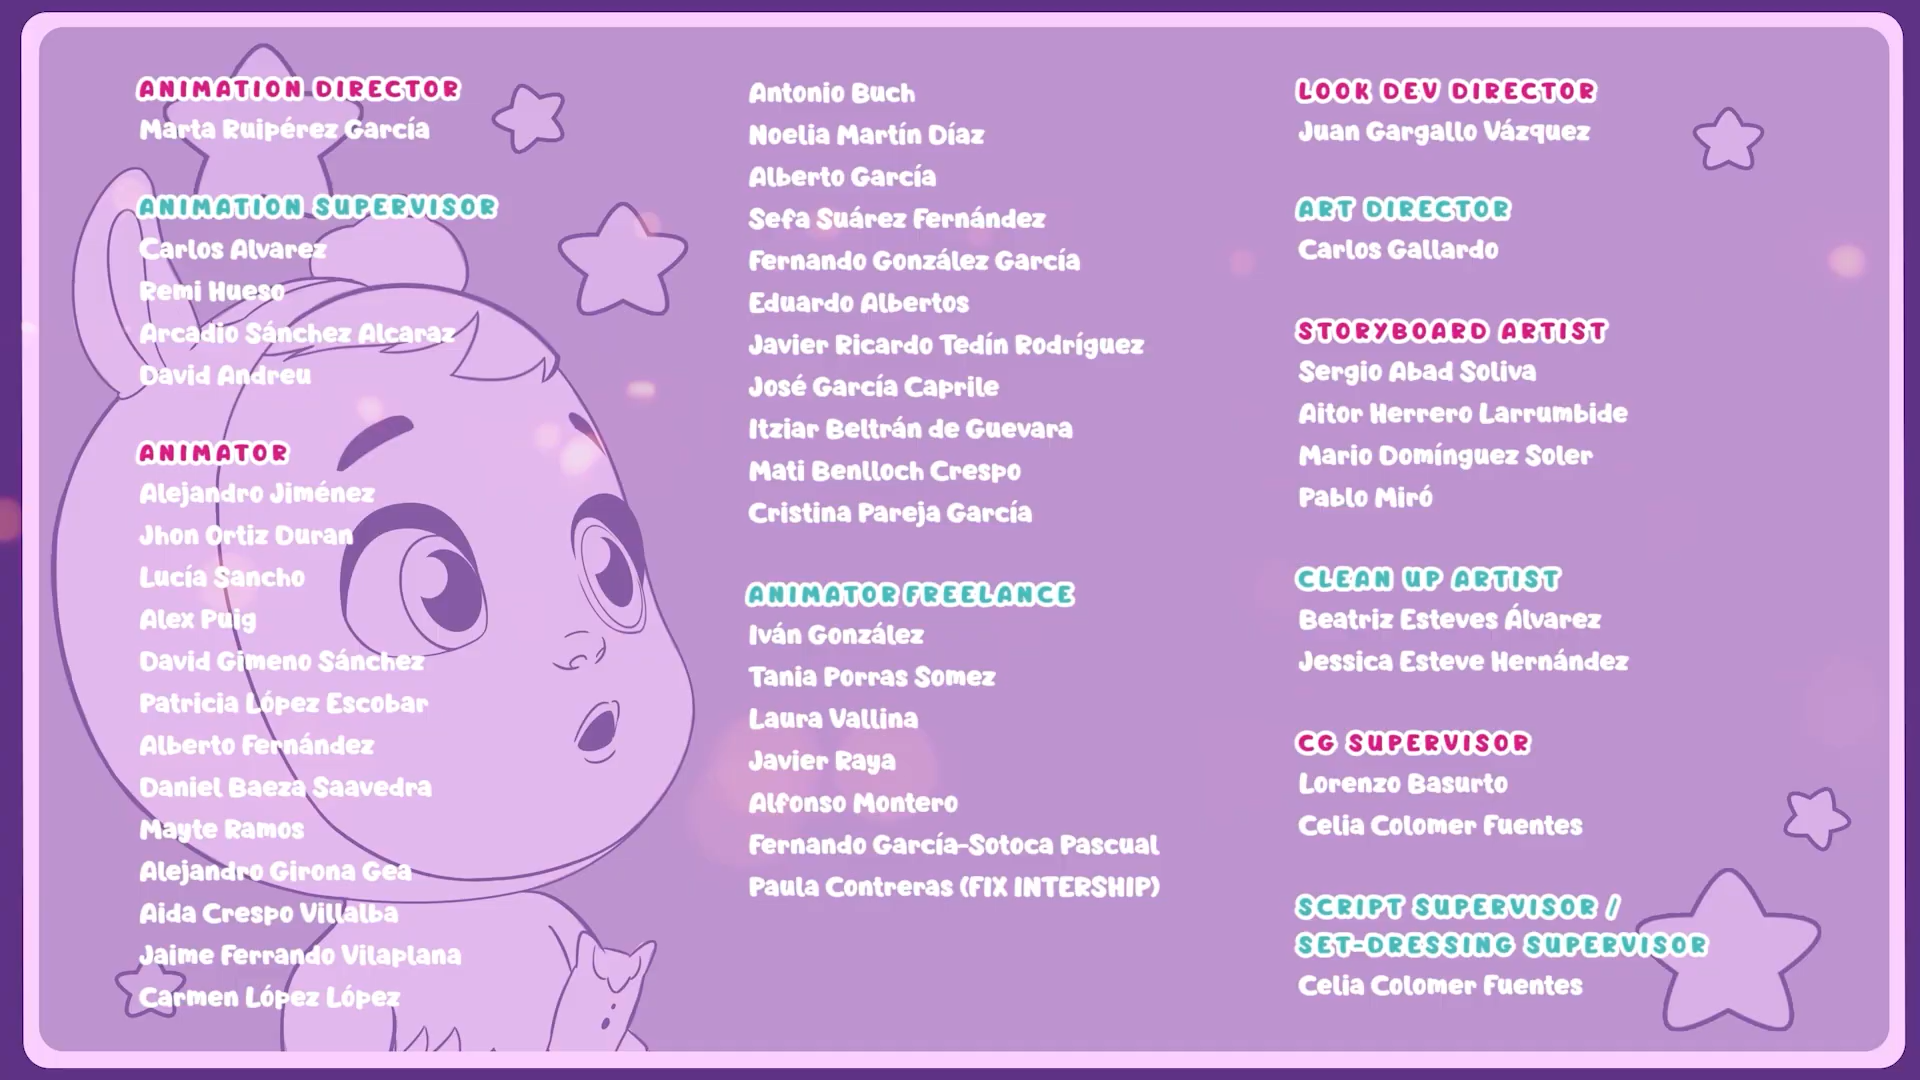 ANIMATION DIRECTOR
Marta Ruipérez García
ANIMATION SUPERVISOR
Carlos Alvarez
Remi Hueso
Arcadio Sánchez Alcaraz
David Andreu
ANIMATOR
Alejandro Jiménez
Jhon Ortiz Duran
Lucía Sancho
Alex Puig
David Gimeno Sánchez
Patricia López Escobar
Alberto Fernández
Daniel Baeza Saavedra
Mayte Ramos
Alejandro Girona Gea
Aida Crespo Villalba
Jaime Ferrando Vilaplana
Carmen López López
Antonio Buch
Noelia Martín Díaz
Alberto García
Sefa Suárez Fernández
Fernando González García
Eduardo Albertos
Javier Ricardo Tedín Rodríguez
José García Caprile
Itziar Beltrán de Guevara
Mati Benlloch Crespo
Cristina Pareja García
ANIMATOR FREELANCE
Iván González
Tania Porras Somez
Laura Vallina
Javier Raya
Alfonso Montero
Fernando García-Sotoca Pascual
Paula Contreras (FIX INTERSHIP)
LOOK DEV DIRECTOR
Juan Gargallo Vázquez
ART DIRECTOR
Carlos Gallardo
STORYBOARD ARTIST
Sergio Abad Soliva
Aitor Herrero Larrumbide
Mario Domínguez Soler
Pablo Miró
CLEAN UP ARTIST
Beatriz Esteves Álvarez
Jessica Esteve Hernández
CG SUPERVISOR
Lorenzo Basurto
Celia Colomer Fuentes
SCRIPT SUPERVISOR /
SET-DRESSING SUPERVISOR
Celia Colomer Fuentes